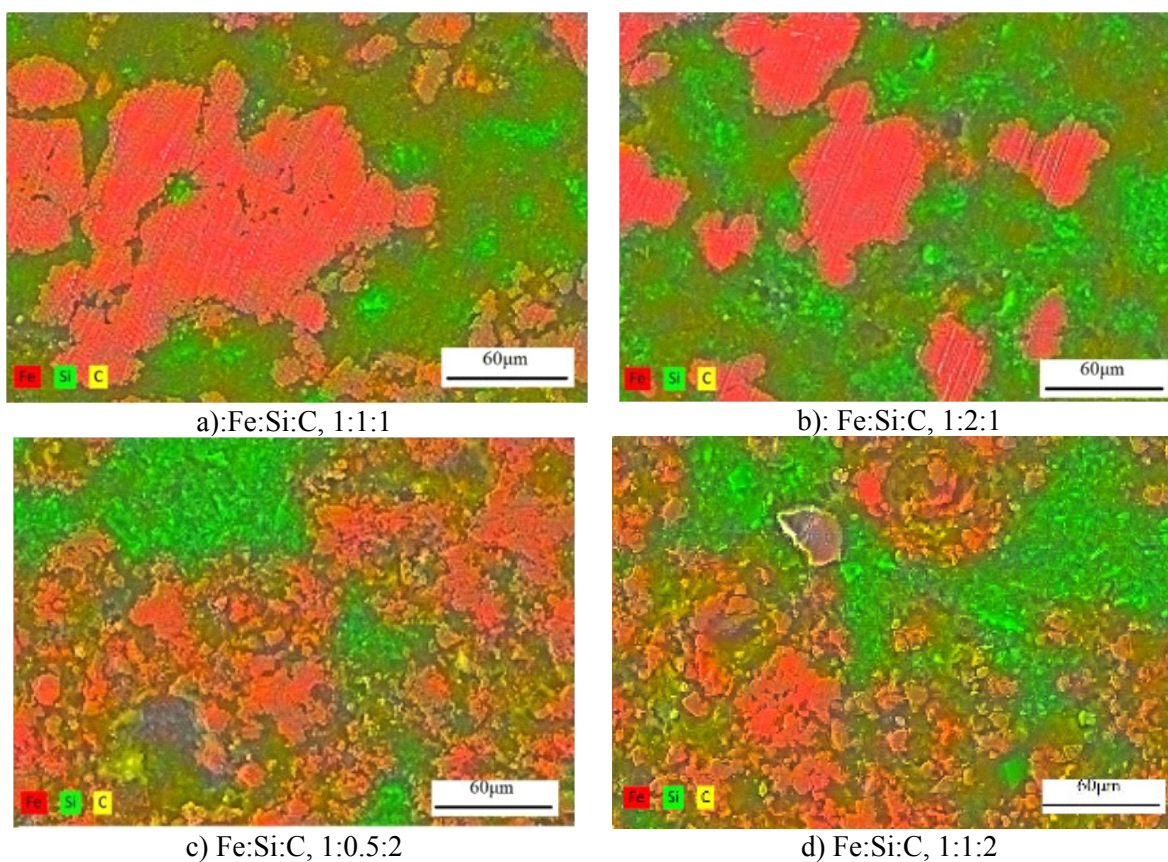 60μm
Fe Si C
60μm
Fe Si C
a):Fe:Si:C, 1:1:1
b): Fe:Si:C, 1:2:1
60μm
Fe Si C
60μm
Fe Si C
c) Fe:Si:C, 1:0.5:2
d) Fe:Si:C, 1:1:2